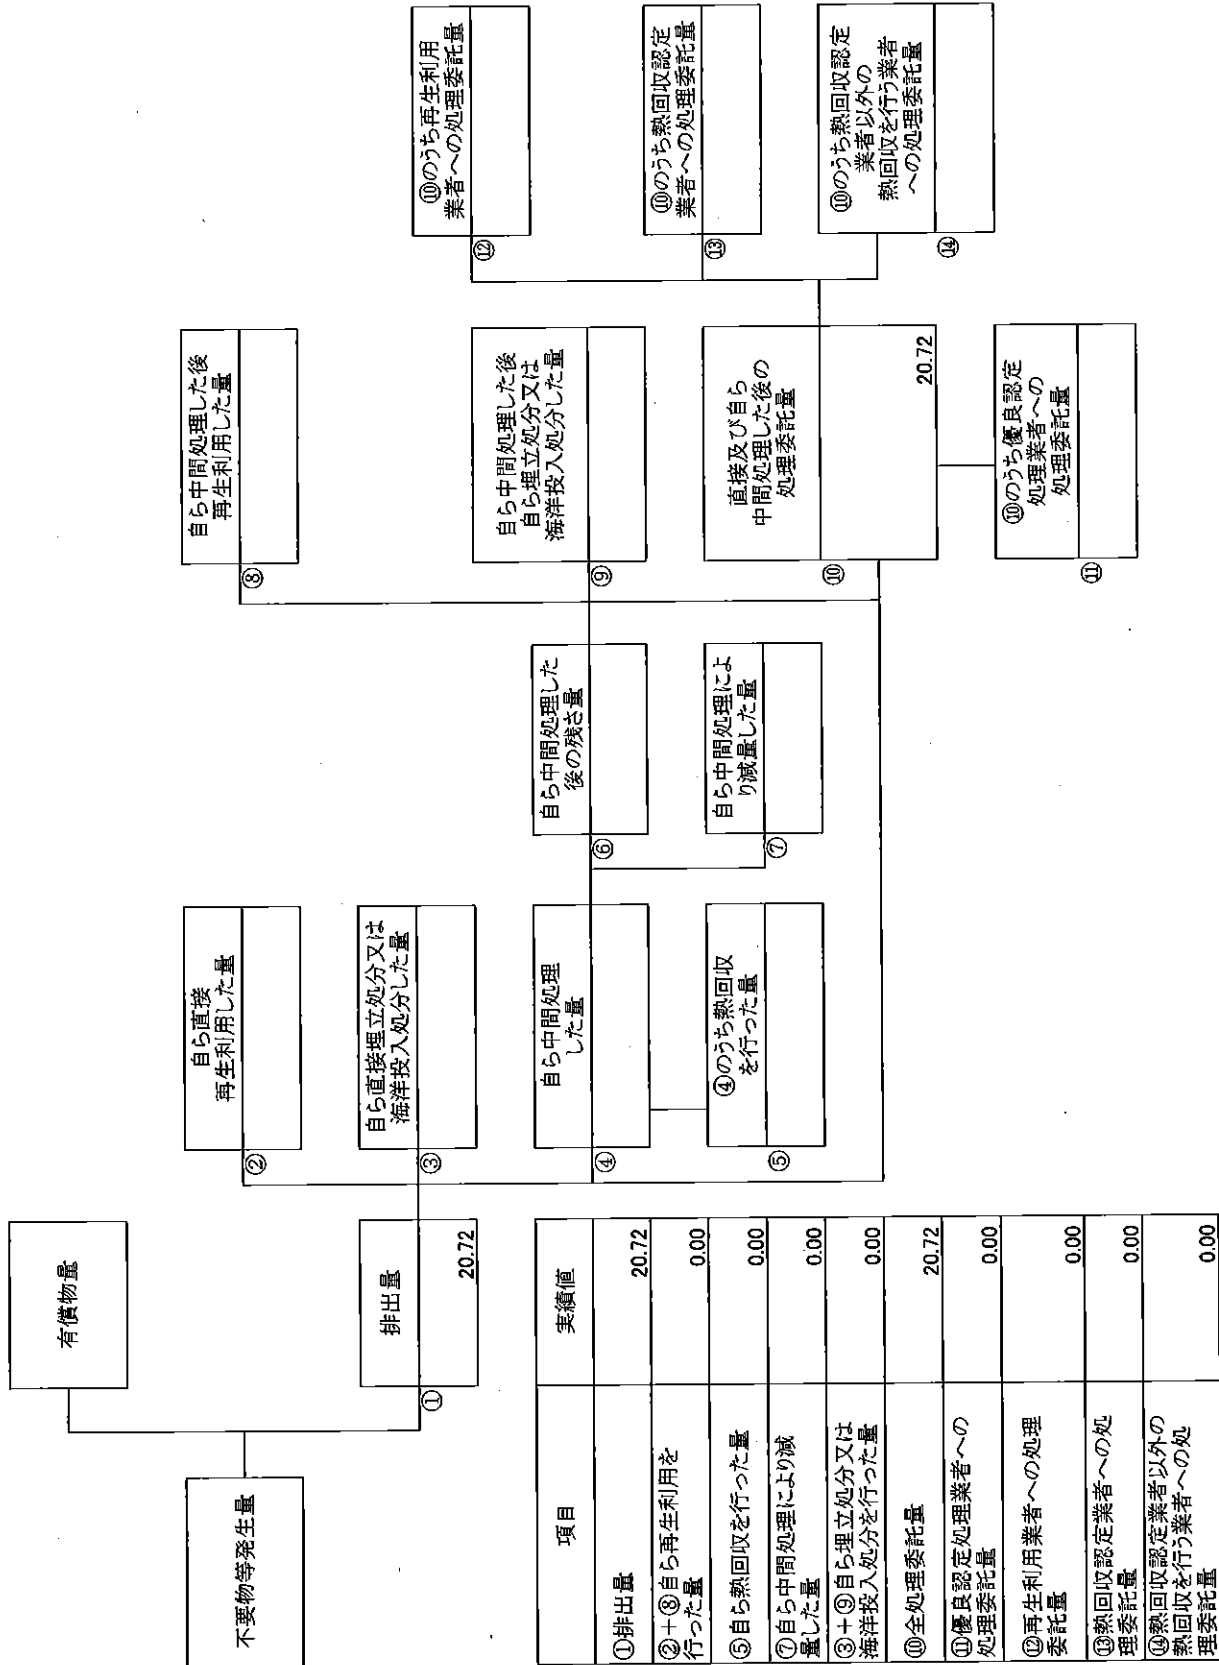 不要物等発生量
有償物量
排出量
①
20.72
自ら直接
再生利用した量
②
自ら直接埋立処分又は
海洋投入処分した量
③
自ら中間処理
した量
④
④のうち熱回収
を行った量
⑤
自ら中間処理した
後の残さ量
⑥
自ら中間処理によ
り減量した量
⑦
自ら中間処理した後
再生利用した量
⑧
自ら中間処理した後
自ら埋立処分又は
海洋投入処分した量
⑨
直接及び自ら
中間処理した後の
処理委託量
⑩
20.72
⑩のうち優良認定
処理業者への
処理委託量
⑪
⑩のうち再生利用
業者への処理委託量
⑫
⑩のうち熱回収認定
業者への処理委託量
⑬
⑩のうち熱回収認定
業者以外の
熱回収を行う業者
への処理委託量
⑭
項目 実績値
①排出量 20.72
②+⑧自ら再生利用を
行った量 0.00
⑤自ら熱回収を行った量 0.00
⑦自ら中間処理により減
量した量 0.00
③+⑨自ら埋立処分又は
海洋投入処分を行った量 0.00
⑩全処理委託量 20.72
⑪優良認定処理業者への
処理委託量 0.00
⑫再生利用業者への処理
委託量 0.00
⑬熱回収認定業者への処
理委託量 0.00
⑭熱回収認定業者以外の
熱回収を行う業者への処
理委託量 0.00